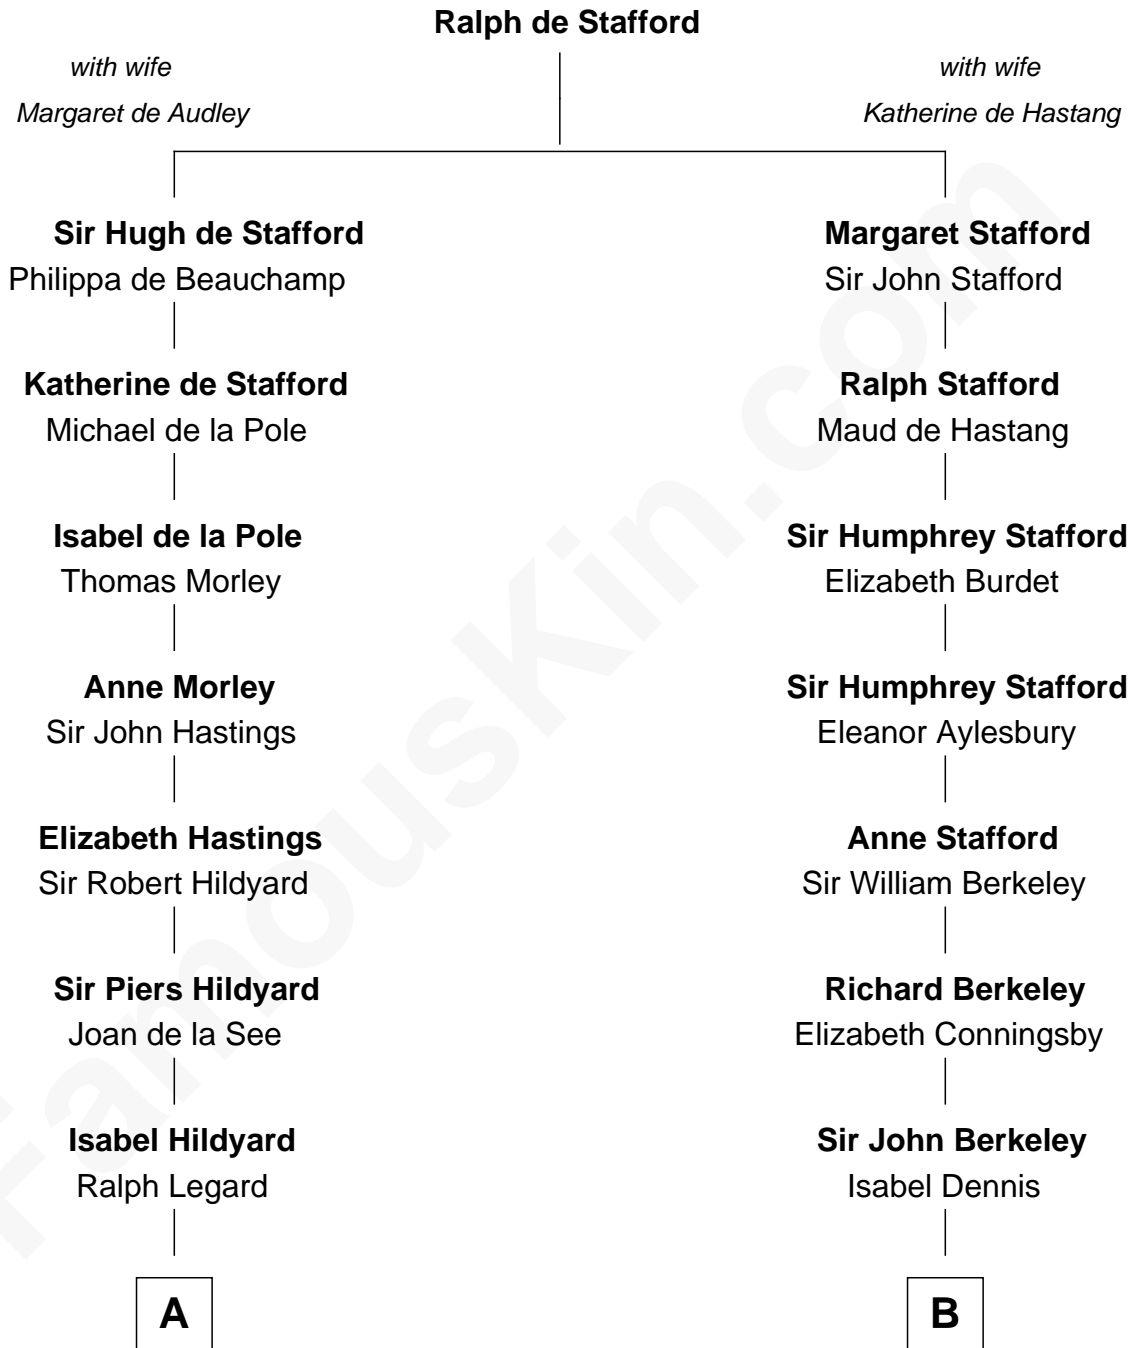 Ralph de Stafford
with wife
Margaret de Audley
with wife
Katherine de Hastang
Sir Hugh de Stafford
Philippa de Beauchamp
Margaret Stafford
Sir John Stafford
Katherine de Stafford
Michael de la Pole
Ralph Stafford
Maud de Hastang
Isabel de la Pole
Thomas Morley
Sir Humphrey Stafford
Elizabeth Burdet
Anne Morley
Sir John Hastings
Sir Humphrey Stafford
Eleanor Aylesbury
Elizabeth Hastings
Sir Robert Hildyard
Anne Stafford
Sir William Berkeley
Sir Piers Hildyard
Joan de la See
Richard Berkeley
Elizabeth Conningsby
Isabel Hildyard
Ralph Legard
Sir John Berkeley
Isabel Dennis
A
B
FamousKin.com